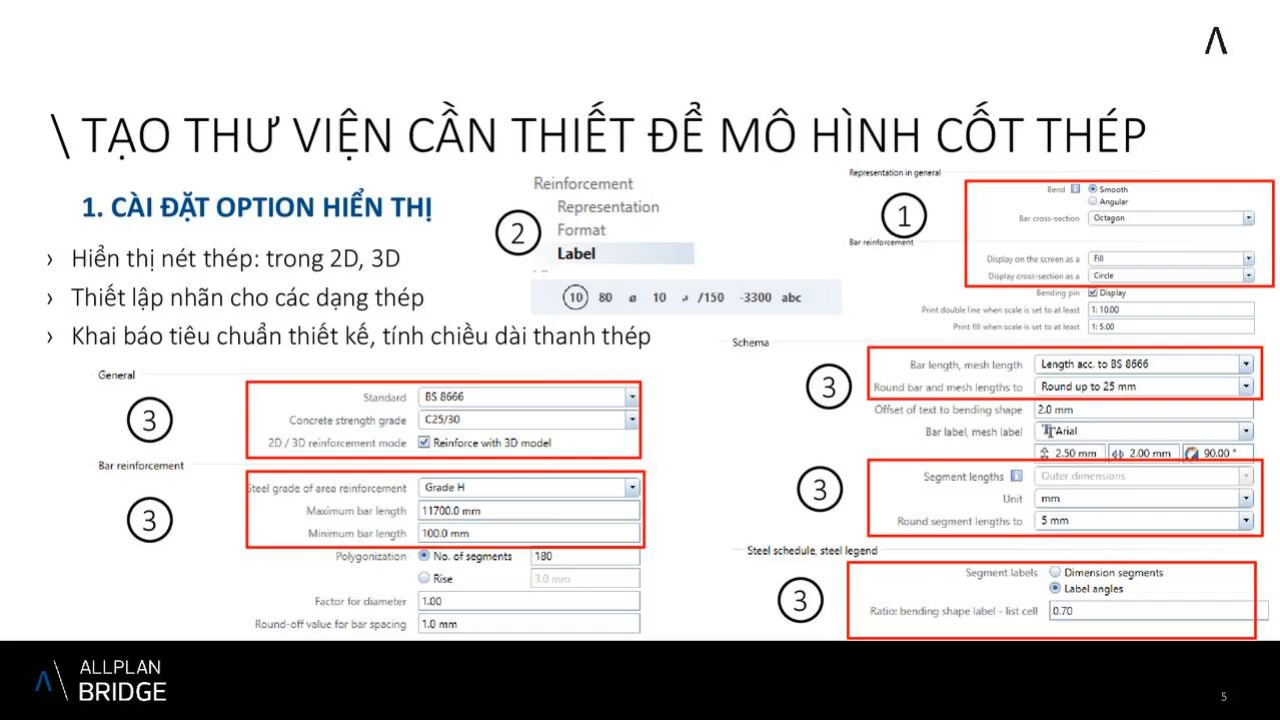 \ TẠO THƯ VIỆN CẦN THIẾT ĐỂ MÔ HÌNH CỐT THÉP
1. CÀI ĐẶT OPTION HIỂN THỊ
› Hiển thị nét thép: trong 2D, 3D
› Thiết lập nhãn cho các dạng thép
› Khai báo tiêu chuẩn thiết kế, tính chiều dài thanh thép
2
Reinforcement
Representation
Format
Label
10 80 ø 10 /150 -3300 abc
1
Representation in general
Bend Smooth
Angular
Bar cross-section Octagon
Bar reinforcement
Display on the screen as a Fill
Display cross-section as a Circle
Bending pin Display
Print double line when scale is set to at least 1: 10.00
Print fill when scale is set to at least 1: 5.00
General
3
Standard BS 8666
Concrete strength grade C25/30
2D / 3D reinforcement mode Reinforce with 3D model
Bar reinforcement
3
Steel grade of area reinforcement Grade H
Maximum bar length 11700.0 mm
Minimum bar length 100.0 mm
Polygonization No. of segments 180
Rise 3.0 mm
Factor for diameter 1.00
Round-off value for bar spacing 1.0 mm
Schema
3
Bar length, mesh length Length acc. to BS 8666
Round bar and mesh lengths to Round up to 25 mm
Offset of text to bending shape 2.0 mm
Bar label, mesh label Arial
2.50 mm 2.00 mm 90.00 °
3
Segment lengths Outer dimensions
Unit mm
Round segment lengths to 5 mm
Steel schedule, steel legend
3
Segment labels Dimension segments
Label angles
Ratio: bending shape label - list cell 0.70
ALLPLAN
BRIDGE
5